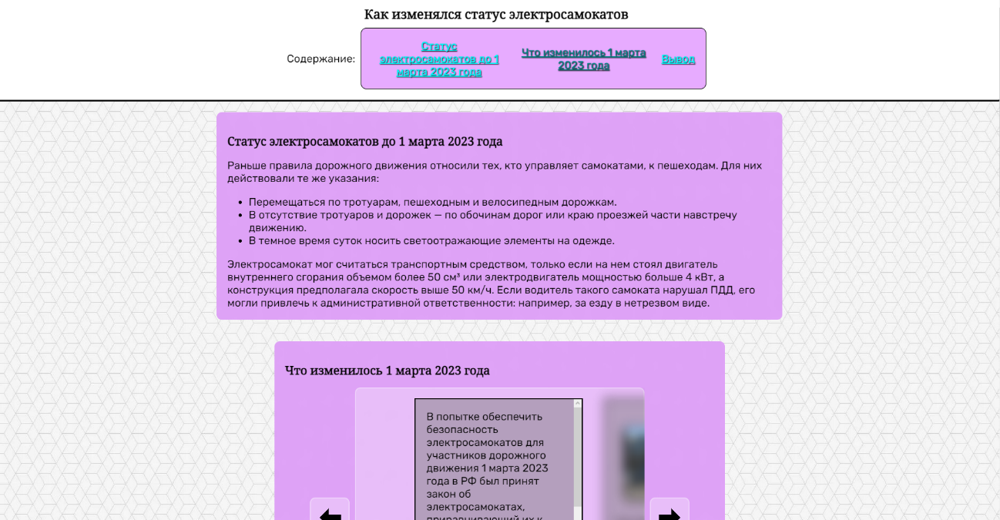 Как изменялся статус электросамокатов
Содержание:
Статус
электросамокатов до 1
марта 2023 года
Что изменилось 1 марта
2023 года
Вывод
Статус электросамокатов до 1 марта 2023 года
Раньше правила дорожного движения относили тех, кто управляет самокатами, к пешеходам. Для них
действовали те же указания:
• Перемещаться по тротуарам, пешеходным и велосипедным дорожкам.
• В отсутствие тротуаров и дорожек — по обочинам дорог или краю проезжей части навстречу
движению.
• В темное время суток носить светоотражающие элементы на одежде.
Электросамокат мог считаться транспортным средством, только если на нем стоял двигатель
внутреннего сгорания объемом более 50 см³ или электродвигатель мощностью больше 4 кВт, а
конструкция предполагала скорость выше 50 км/ч. Если водитель такого самоката нарушал ПДД, его
могли привлечь к административной ответственности: например, за езду в нетрезвом виде.
Что изменилось 1 марта 2023 года
В попытке обеспечить
безопасность
электросамокатов для
участников дорожного
движения 1 марта 2023
года в РФ был принят
закон об
электросамокатах,
приравнивающий их к